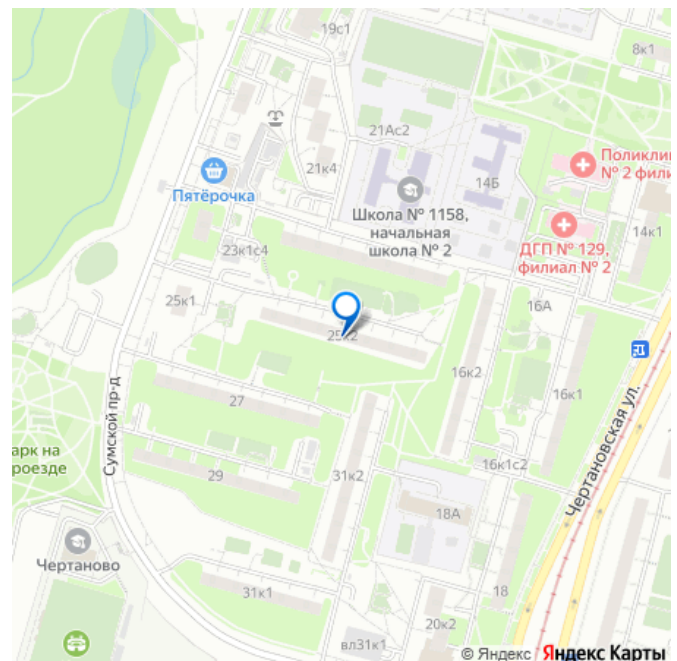 19с1
8к1
21Ас2
21к4
Пятёрочка
Школа № 1158,
начальная
школа № 2
14Б
Поликли
№ 2 фили
ДГП № 129,
филиал № 2
14к1
23к1с4
25к1
25к2
16А
16к2
16к1
27
Сумской пр-д
Чертановская ул.
арк на
роезде
29
31к2
16к1с2
18А
Чертаново
31к1
18
20к2
вл31к1
© Яндекс Яндекс Карты